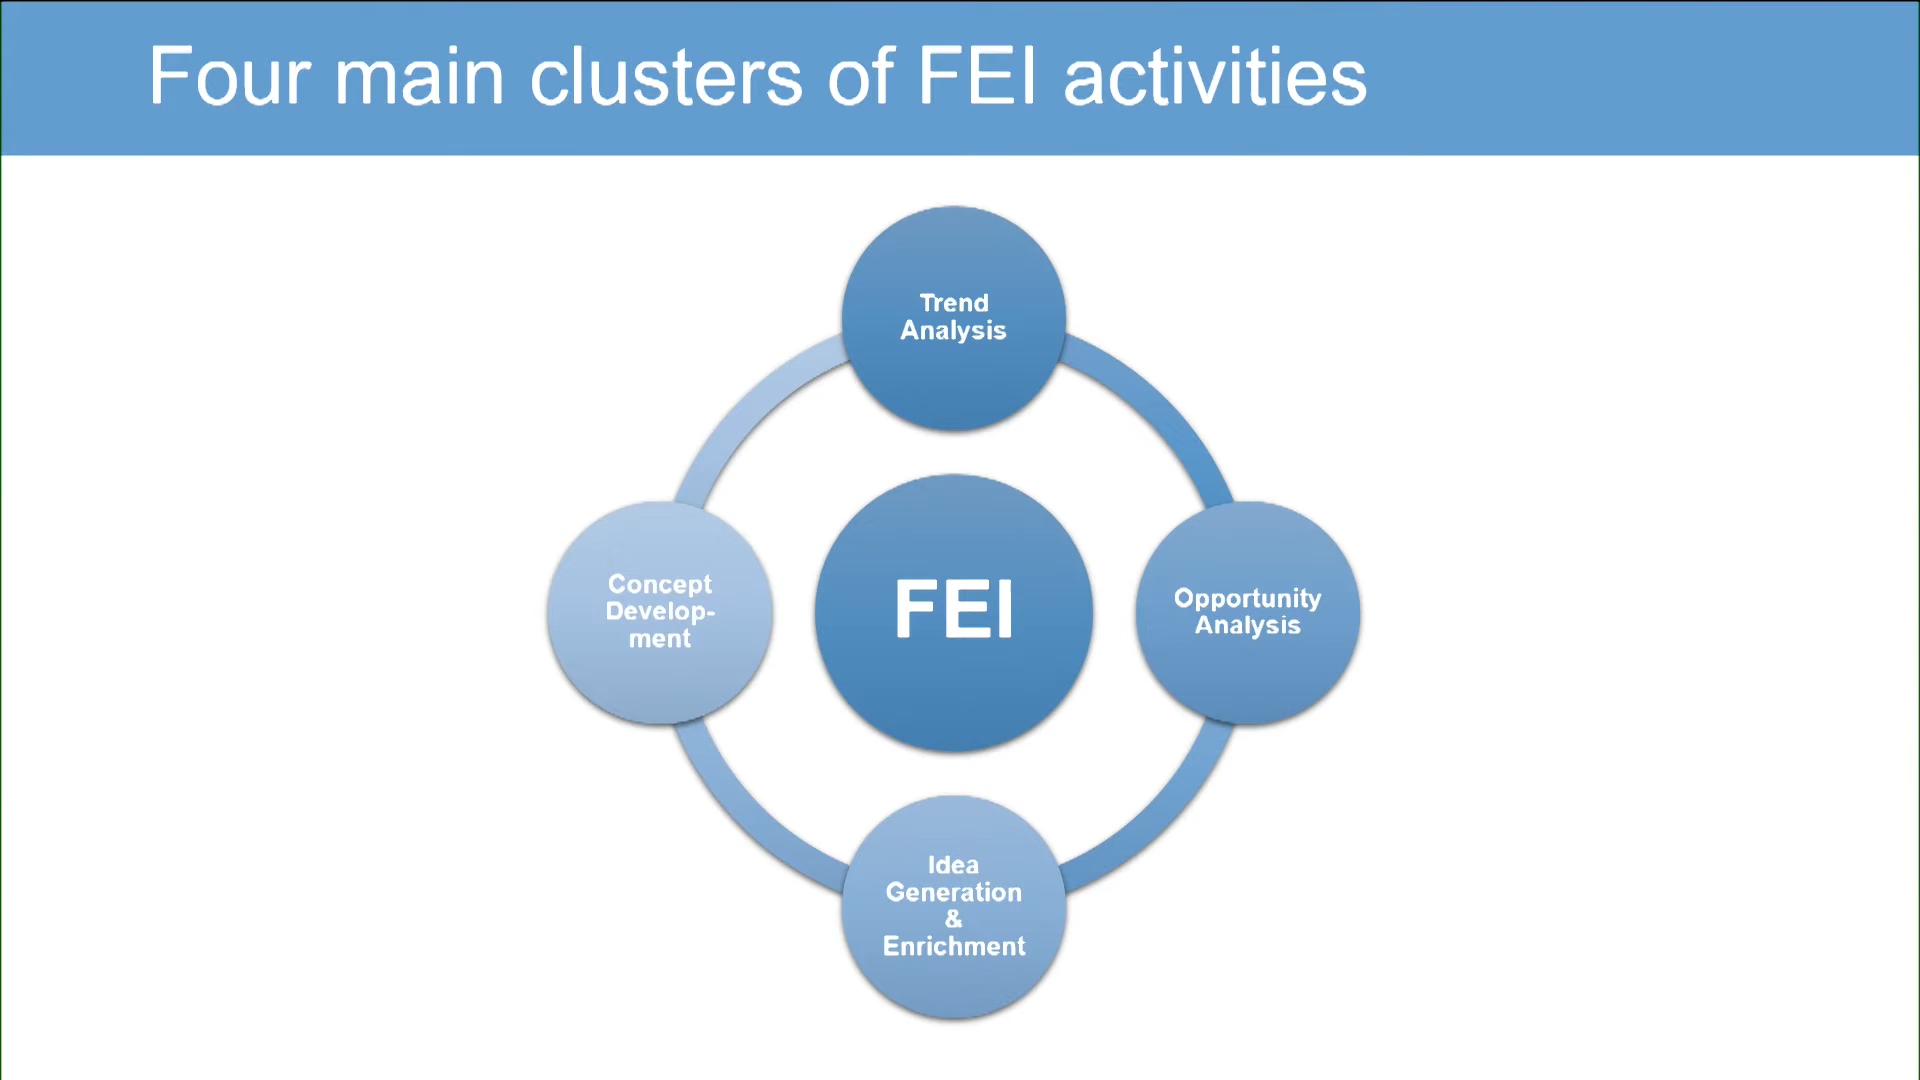 Four main clusters of FEI activities
Trend
Analysis
Concept
Develop-
ment
FEI
Opportunity
Analysis
Idea
Generation
&
Enrichment